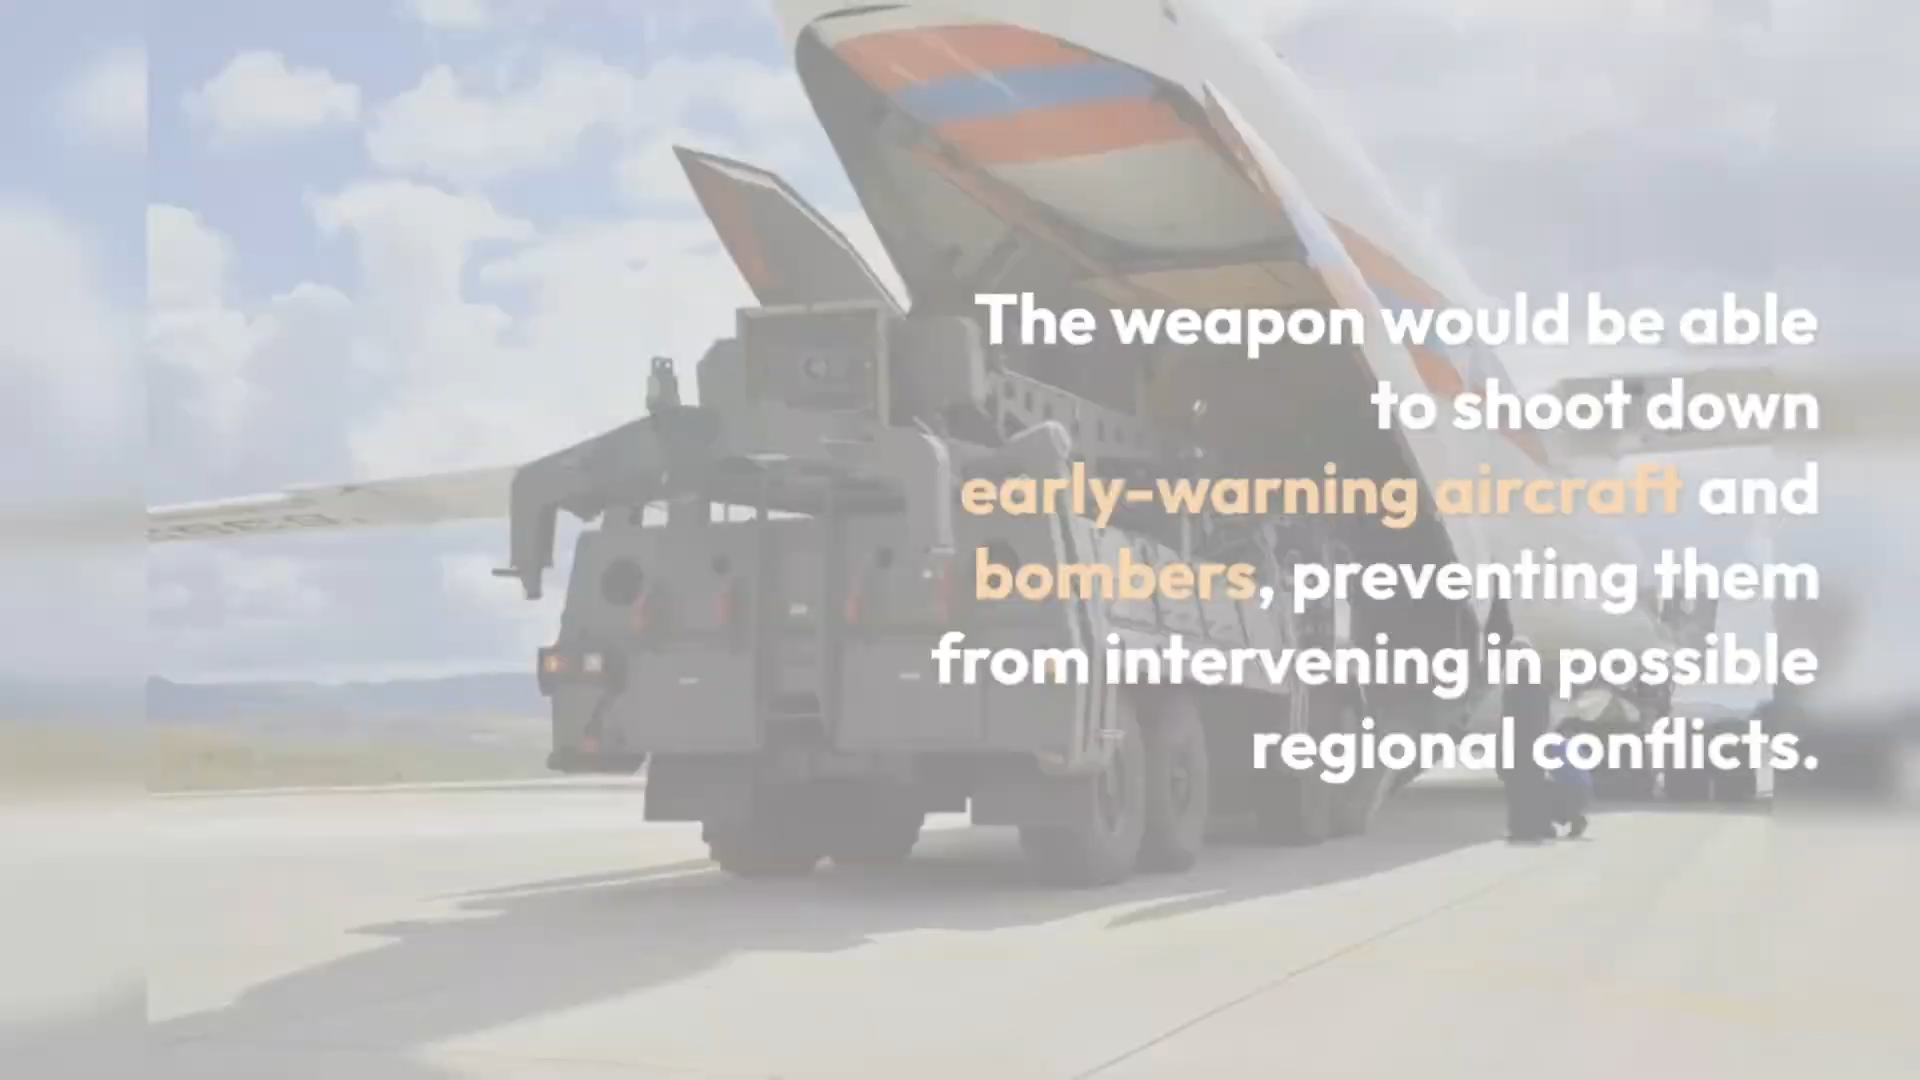 The weapon would be able
to shoot down
early-warning aircraft and
bombers, preventing them
from intervening in possible
regional conflicts.